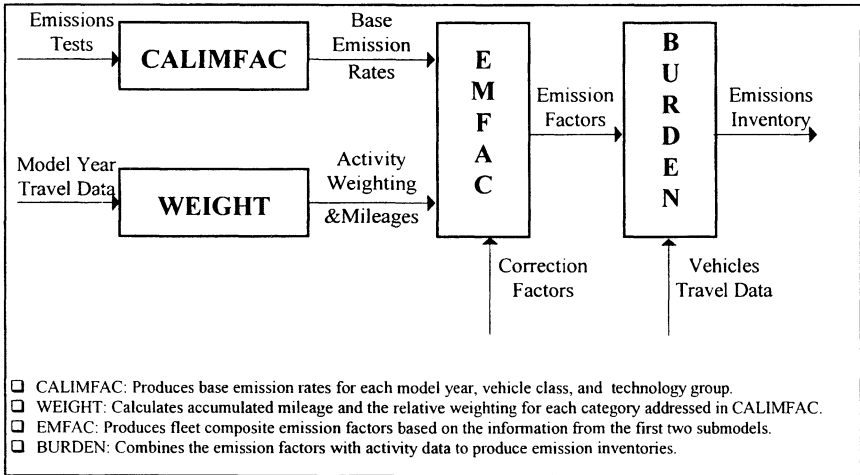 Emissions
Tests
CALIMFAC
Base
Emission
Rates
Model Year
Travel Data
WEIGHT
Activity
Weighting
&Mileages
EMFAC
Correction
Factors
Emission
Factors
BURDEN
Vehicles
Travel Data
Emissions
Inventory
❑ CALIMFAC: Produces base emission rates for each model year, vehicle class, and technology group.
❑ WEIGHT: Calculates accumulated mileage and the relative weighting for each category addressed in CALIMFAC.
❑ EMFAC: Produces fleet composite emission factors based on the information from the first two submodels.
❑ BURDEN: Combines the emission factors with activity data to produce emission inventories.